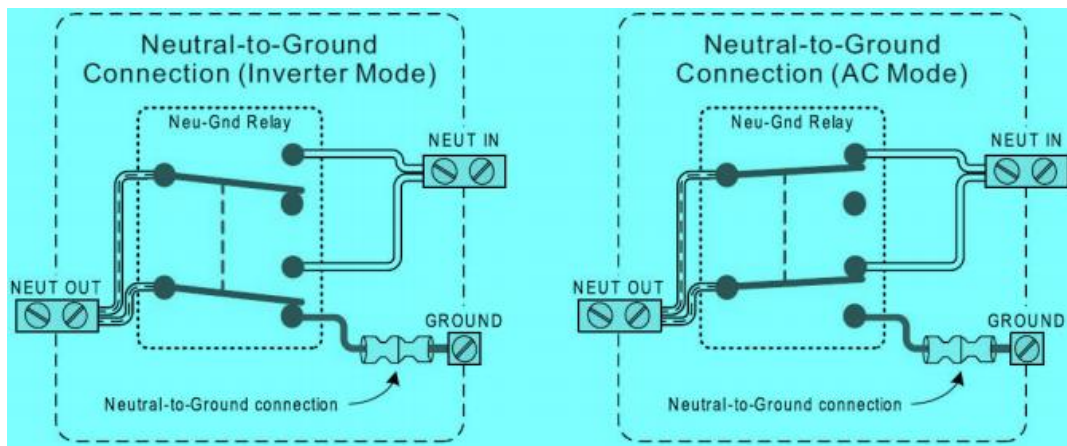 Neutral-to-Ground
Connection (Inverter Mode)
Neu-Gnd Relay
NEUT IN
NEUT OUT
GROUND
Neutral-to-Ground connection
Neutral-to-Ground
Connection (AC Mode)
Neu-Gnd Relay
NEUT IN
NEUT OUT
GROUND
Neutral-to-Ground connection